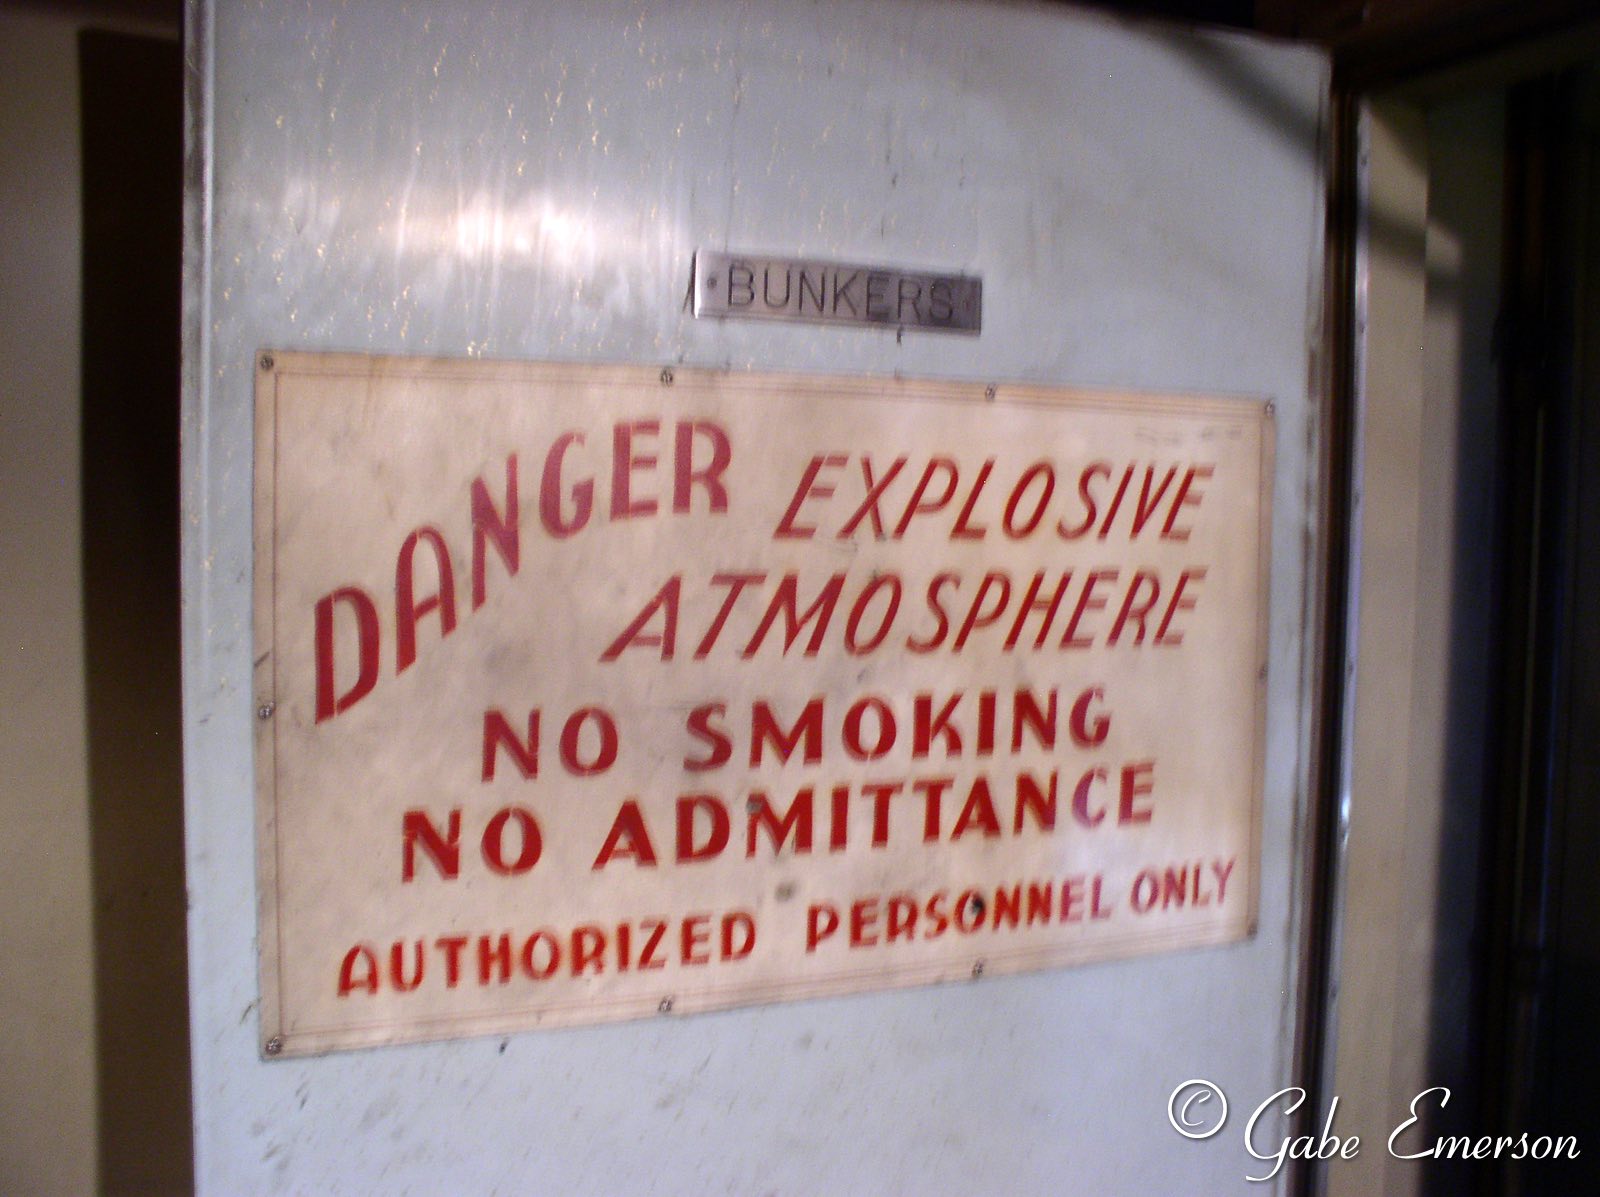 BUNKERS
DANGER EXPLOSIVE
ATMOSPHERE
NO SMOKING
NO ADMITTANCE
AUTHORIZED PERSONNEL ONLY
© Gabe Emerson